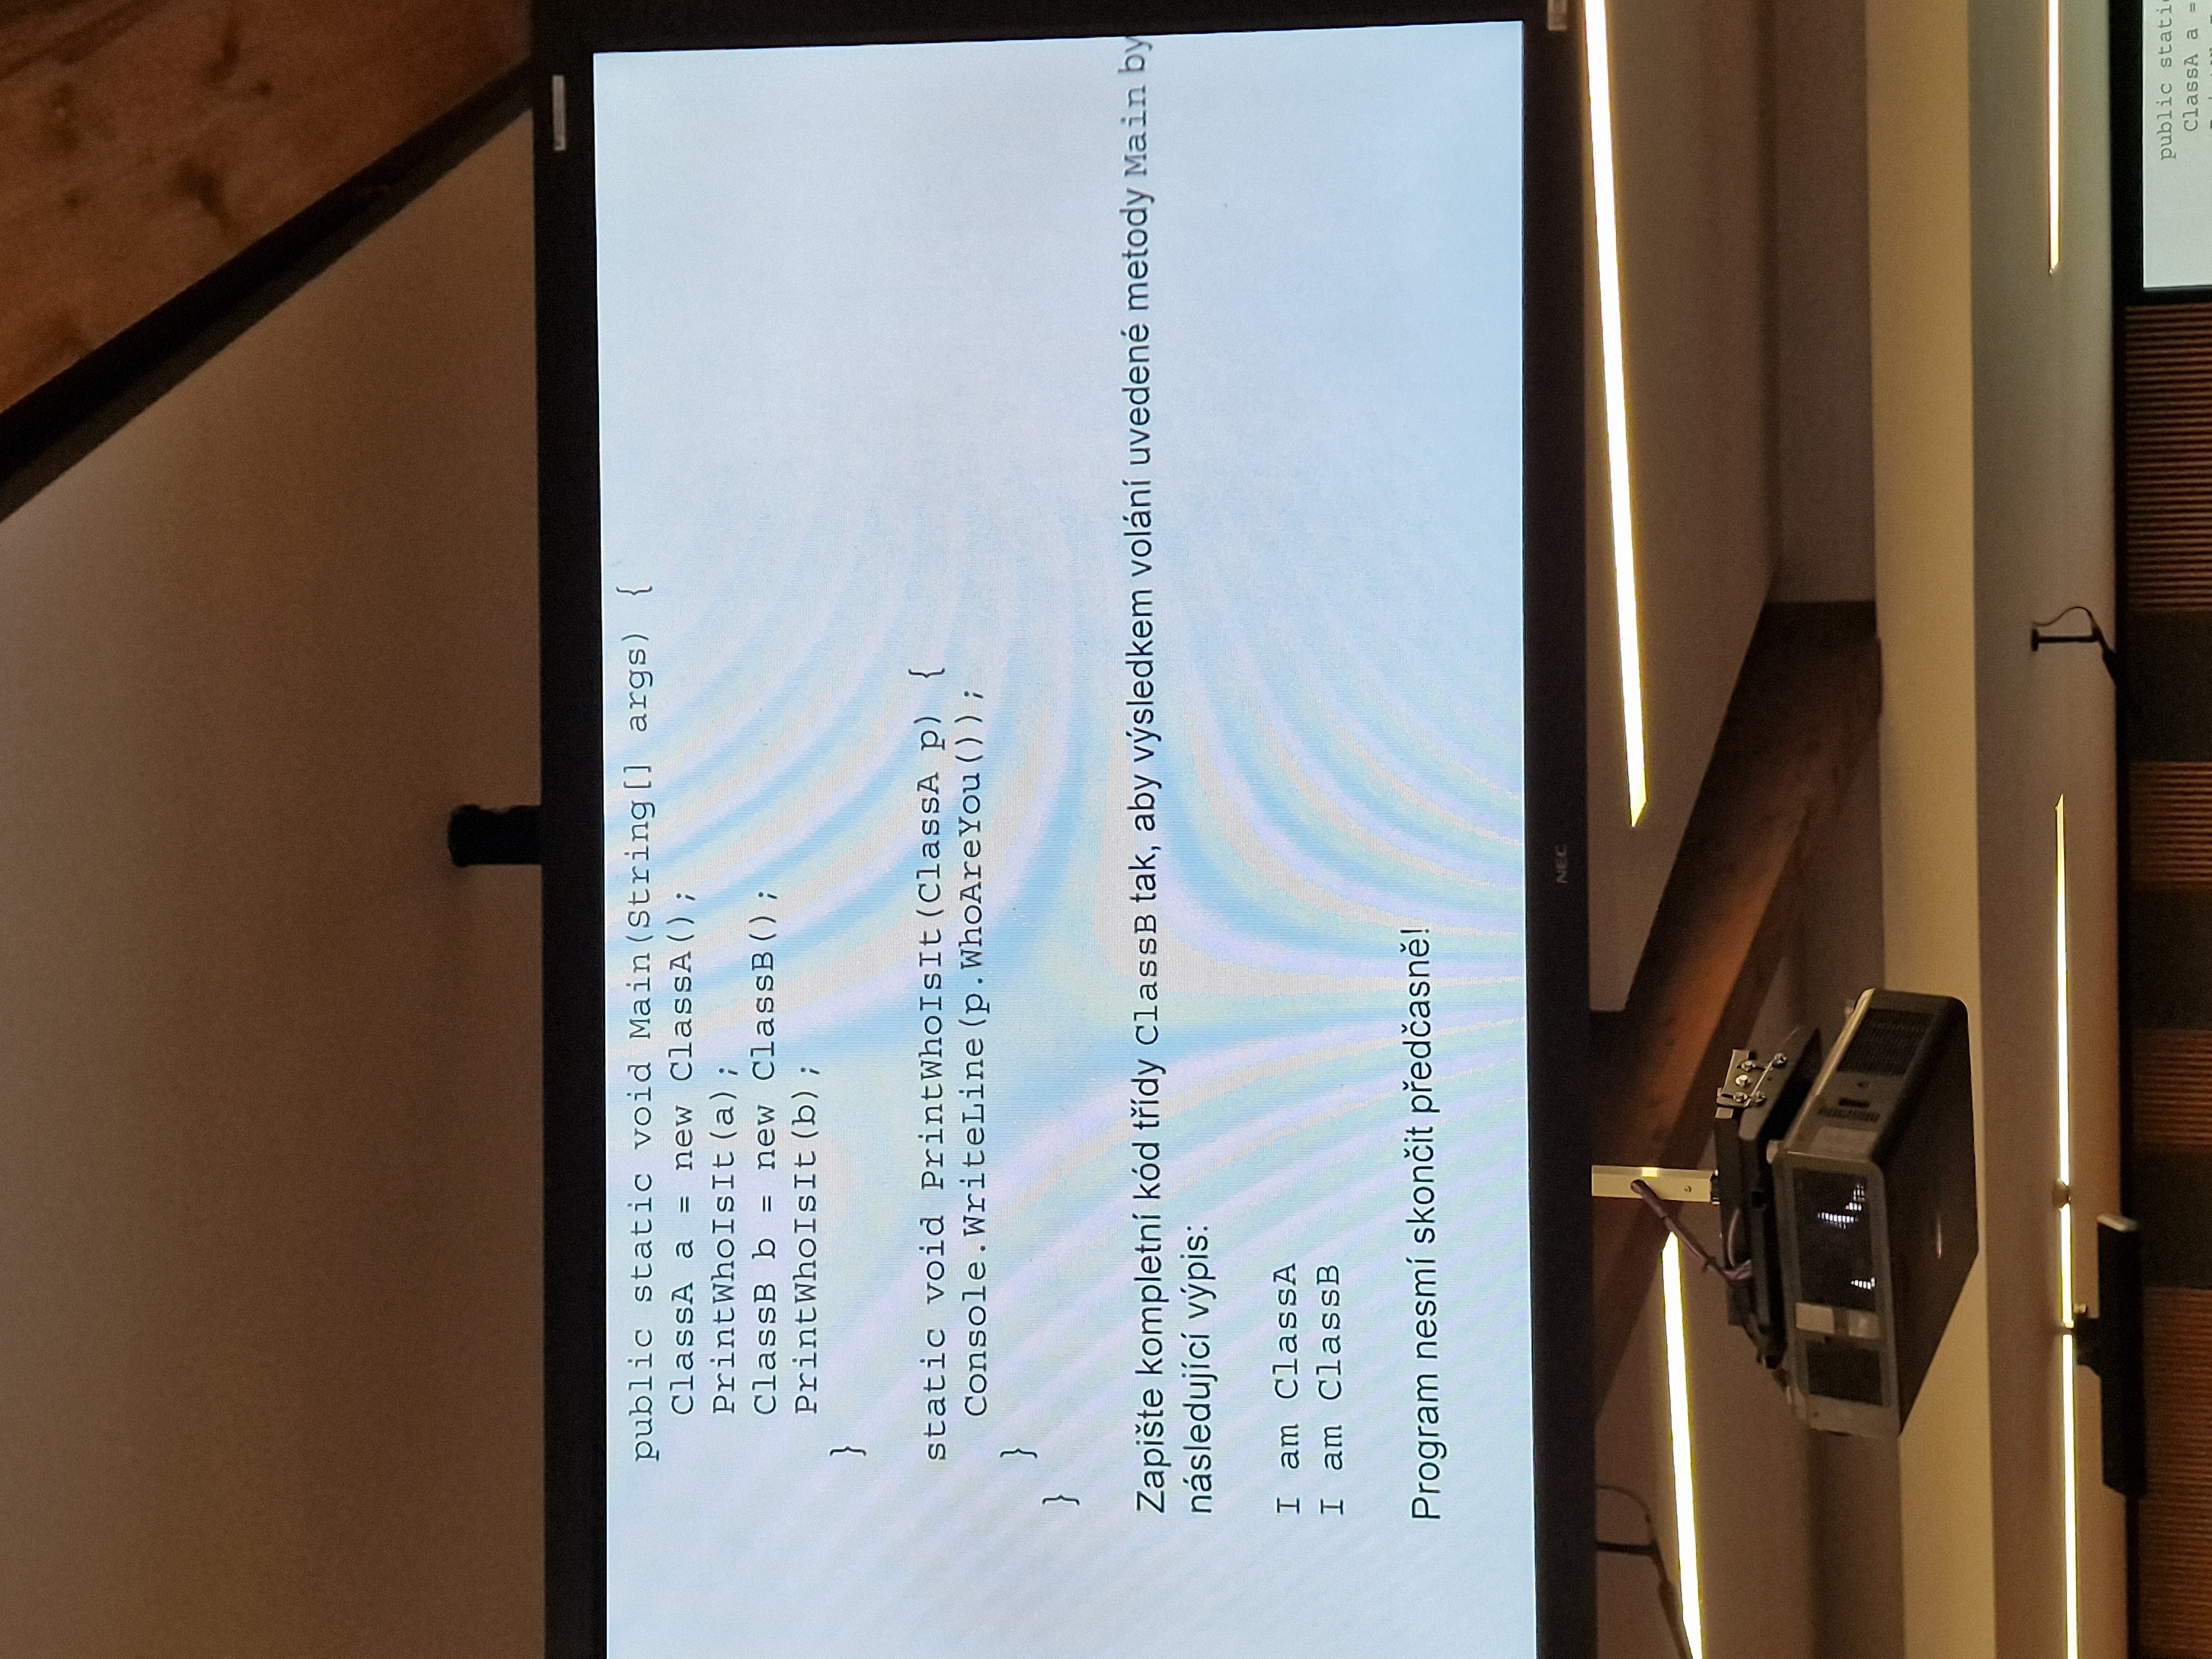 public static void Main(String[] args) {
ClassA a = new ClassA();
PrintWhoIsIt(a);
ClassB b = new ClassB();
PrintWhoIsIt(b);
}
static void PrintWhoIsIt(ClassA p) {
Console.WriteLine(p.WhoAreYou());
}
}
Zapište kompletní kód třídy ClassB tak, aby výsledkem volání uvedené metody Main by
následující výpis:
I am ClassA
I am ClassB
Program nesmí skončit předčasně!
NEC
public stati
ClassA a =